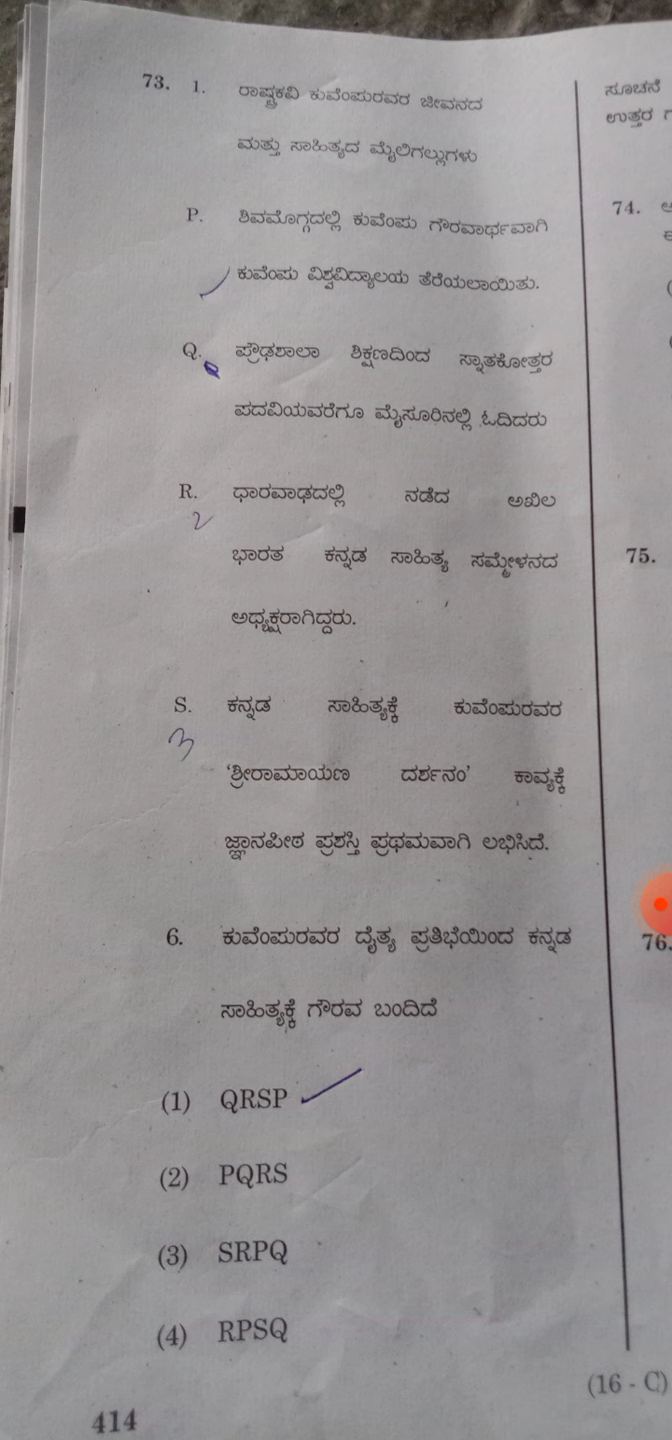 73. 1. ರಾಷ್ಟ್ರಕವಿ ಕುವೆಂಪುರವರ ಜೀವನದ
ಮತ್ತು ಸಾಹಿತ್ಯದ ಮೈಲಿಗಲ್ಲುಗಳು
P. ಶಿವಮೊಗ್ಗದಲ್ಲಿ ಕುವೆಂಪು ಗೌರವಾರ್ಥವಾಗಿ
ಕುವೆಂಪು ವಿಶ್ವವಿದ್ಯಾಲಯ ತೆರೆಯಲಾಯಿತು.
Q. ಪ್ರೌಢಶಾಲಾ ಶಿಕ್ಷಣದಿಂದ ಸ್ನಾತಕೋತ್ತರ
ಪದವಿಯವರೆಗೂ ಮೈಸೂರಿನಲ್ಲಿ ಓದಿದರು
R. ಧಾರವಾಢದಲ್ಲಿ ನಡೆದ ಅಖಿಲ
2
ಭಾರತ ಕನ್ನಡ ಸಾಹಿತ್ಯ ಸಮ್ಮೇಳನದ
ಅಧ್ಯಕ್ಷರಾಗಿದ್ದರು.
S. ಕನ್ನಡ ಸಾಹಿತ್ಯಕ್ಕೆ ಕುವೆಂಪುರವರ
3
'ಶ್ರೀರಾಮಾಯಣ ದರ್ಶನಂ' ಕಾವ್ಯಕ್ಕೆ
ಜ್ಞಾನಪೀಠ ಪ್ರಶಸ್ತಿ ಪ್ರಥಮವಾಗಿ ಲಭಿಸಿದೆ.
6. ಕುವೆಂಪುರವರ ದೈತ್ಯ ಪ್ರತಿಭೆಯಿಂದ ಕನ್ನಡ
ಸಾಹಿತ್ಯಕ್ಕೆ ಗೌರವ ಬಂದಿದೆ
(1) QRSP
(2) PQRS
(3) SRPQ
(4) RPSQ
414
ಸೂಚನೆ
ಉತ್ತರ
74.
75.
76.
(16 - C)